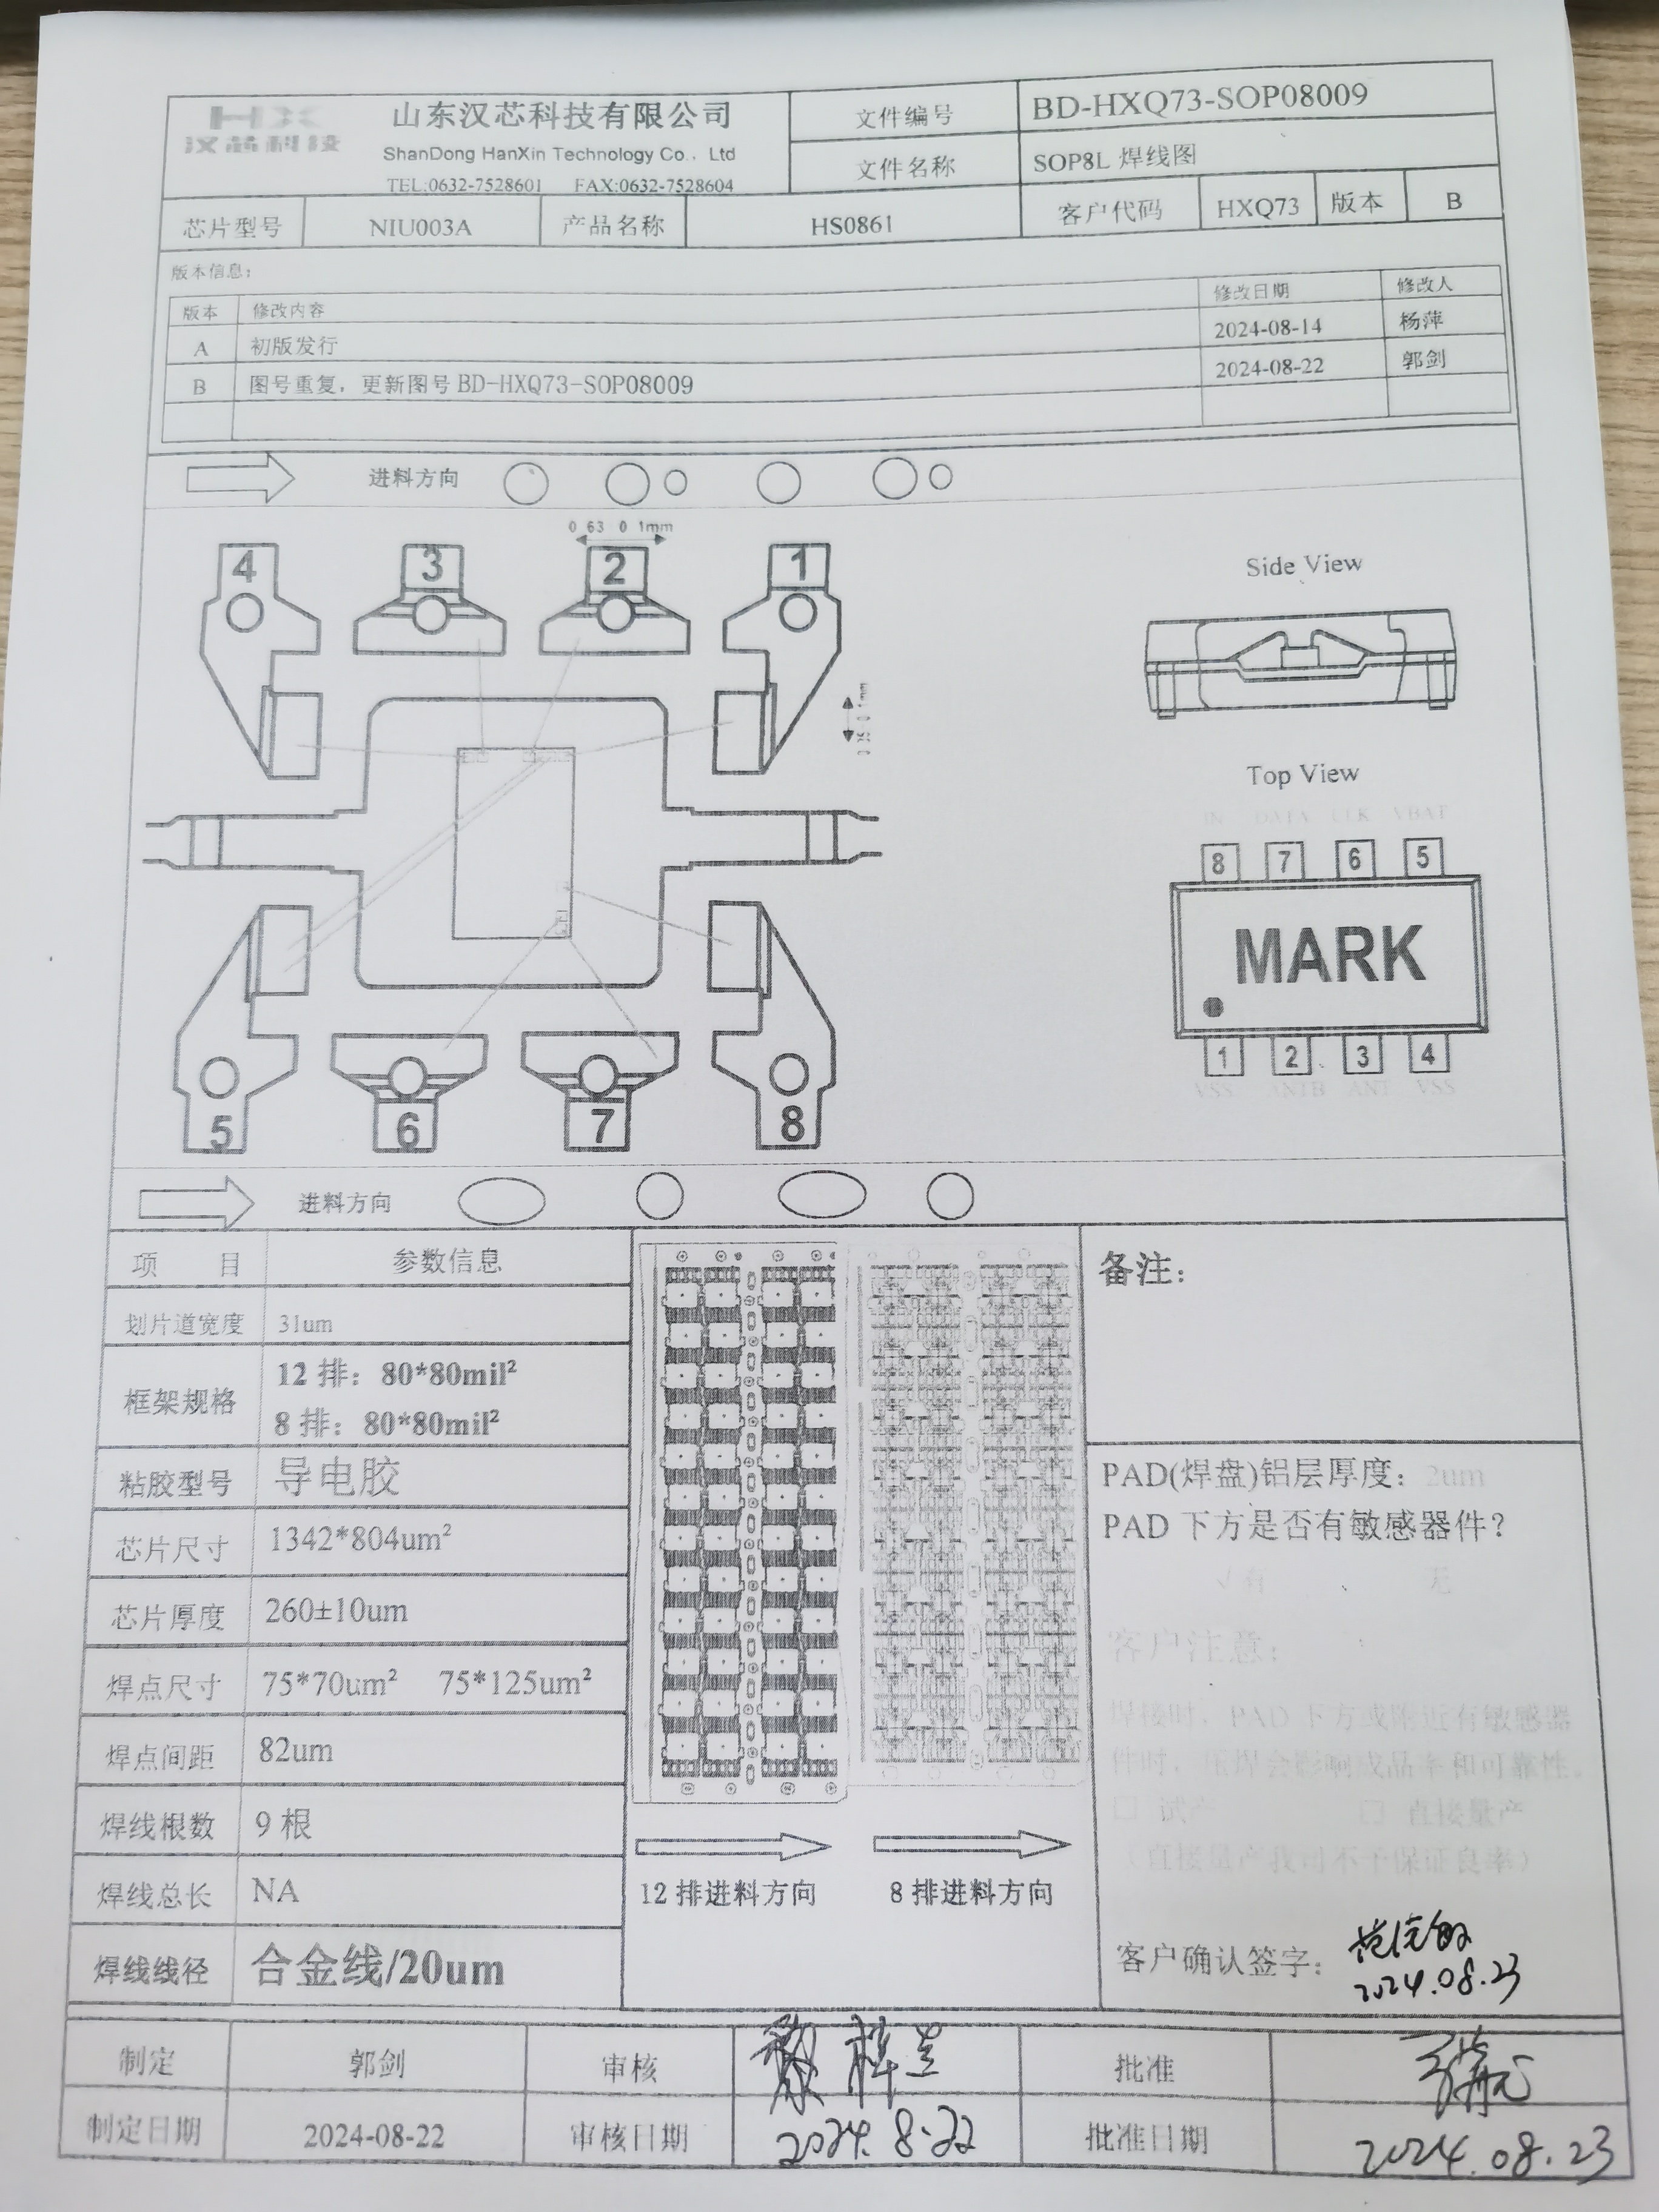 汉芯科技
山东汉芯科技有限公司
ShanDong HanXin Technology Co., Ltd
TEL:0632-7528601 FAX:0632-7528604
文件编号 BD-HXQ73-SOP08009
文件名称 SOP8L 焊线图
芯片型号 NIU003A 产品名称 HS0861 客户代码 HXQ73 版本 B
版本信息:
版本 修改内容 修改日期 修改人
A 初版发行 2024-08-14 杨萍
B 图号重复，更新图号 BD-HXQ73-SOP08009 2024-08-22 郭剑
进料方向
0.63 0.1mm
4 3 2 1
Side View
Top View
IN DATA CLK VBAT
8 7 6 5
MARK
1 2 3 4
VSS ANTB ANT VSS
5 6 7 8
进料方向
项 目 参数信息
划片道宽度 31um
框架规格 12 排：80*80mil²
8 排：80*80mil²
粘胶型号 导电胶
芯片尺寸 1342*804um²
芯片厚度 260±10um
焊点尺寸 75*70um² 75*125um²
焊点间距 82um
焊线根数 9 根
焊线总长 NA
焊线线径 合金线/20um
12 排进料方向 8 排进料方向
备注：
PAD(焊盘)铝层厚度：2um
PAD 下方是否有敏感器件？
√有 无
客户注意：
焊接时，PAD 下方或附近有敏感器
件时，压焊会影响成品率和可靠性。
□ 试产 □ 直接量产
（直接量产我司不予保证良率）
客户确认签字：
2024.08.23
制定 郭剑 审核 批准
制定日期 2024-08-22 审核日期 2024.8.22 批准日期 2024.08.23